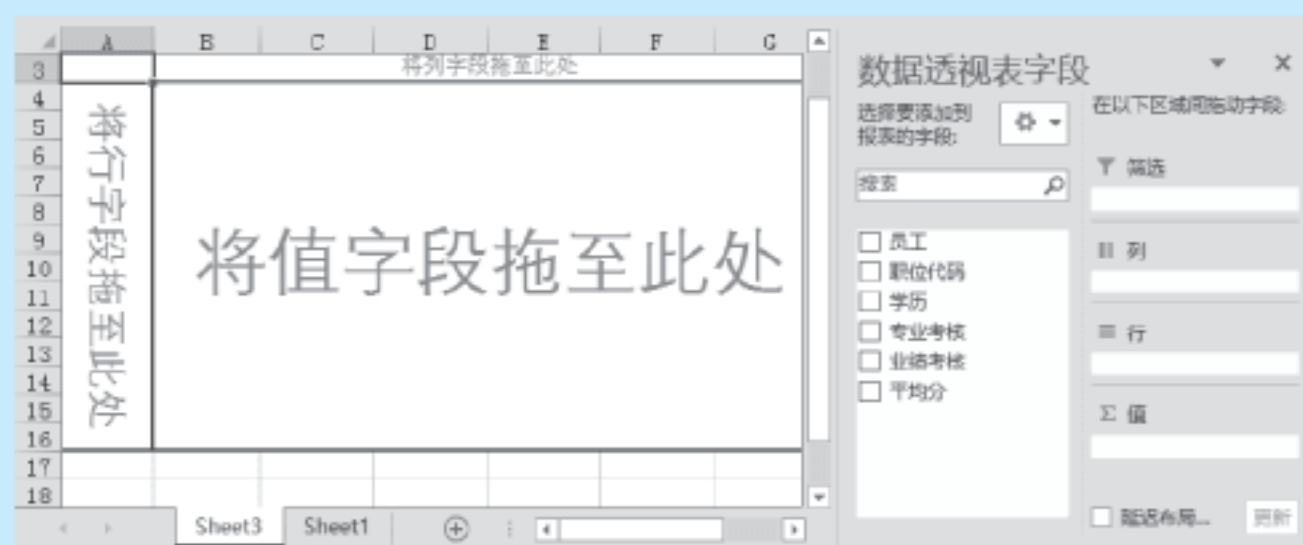 A B C D E F G
3 将列字段拖至此处
4
5
6
7
8
9
10
11
12
13
14
15
16
17
18
将行字段拖至此处
将值字段拖至此处
Sheet3 Sheet1
数据透视表字段
选择要添加到
报表的字段:
搜索
员工
职位代码
学历
专业考核
业绩考核
平均分
在以下区域间拖动字段:
筛选
列
行
Σ 值
延迟布局... 更新